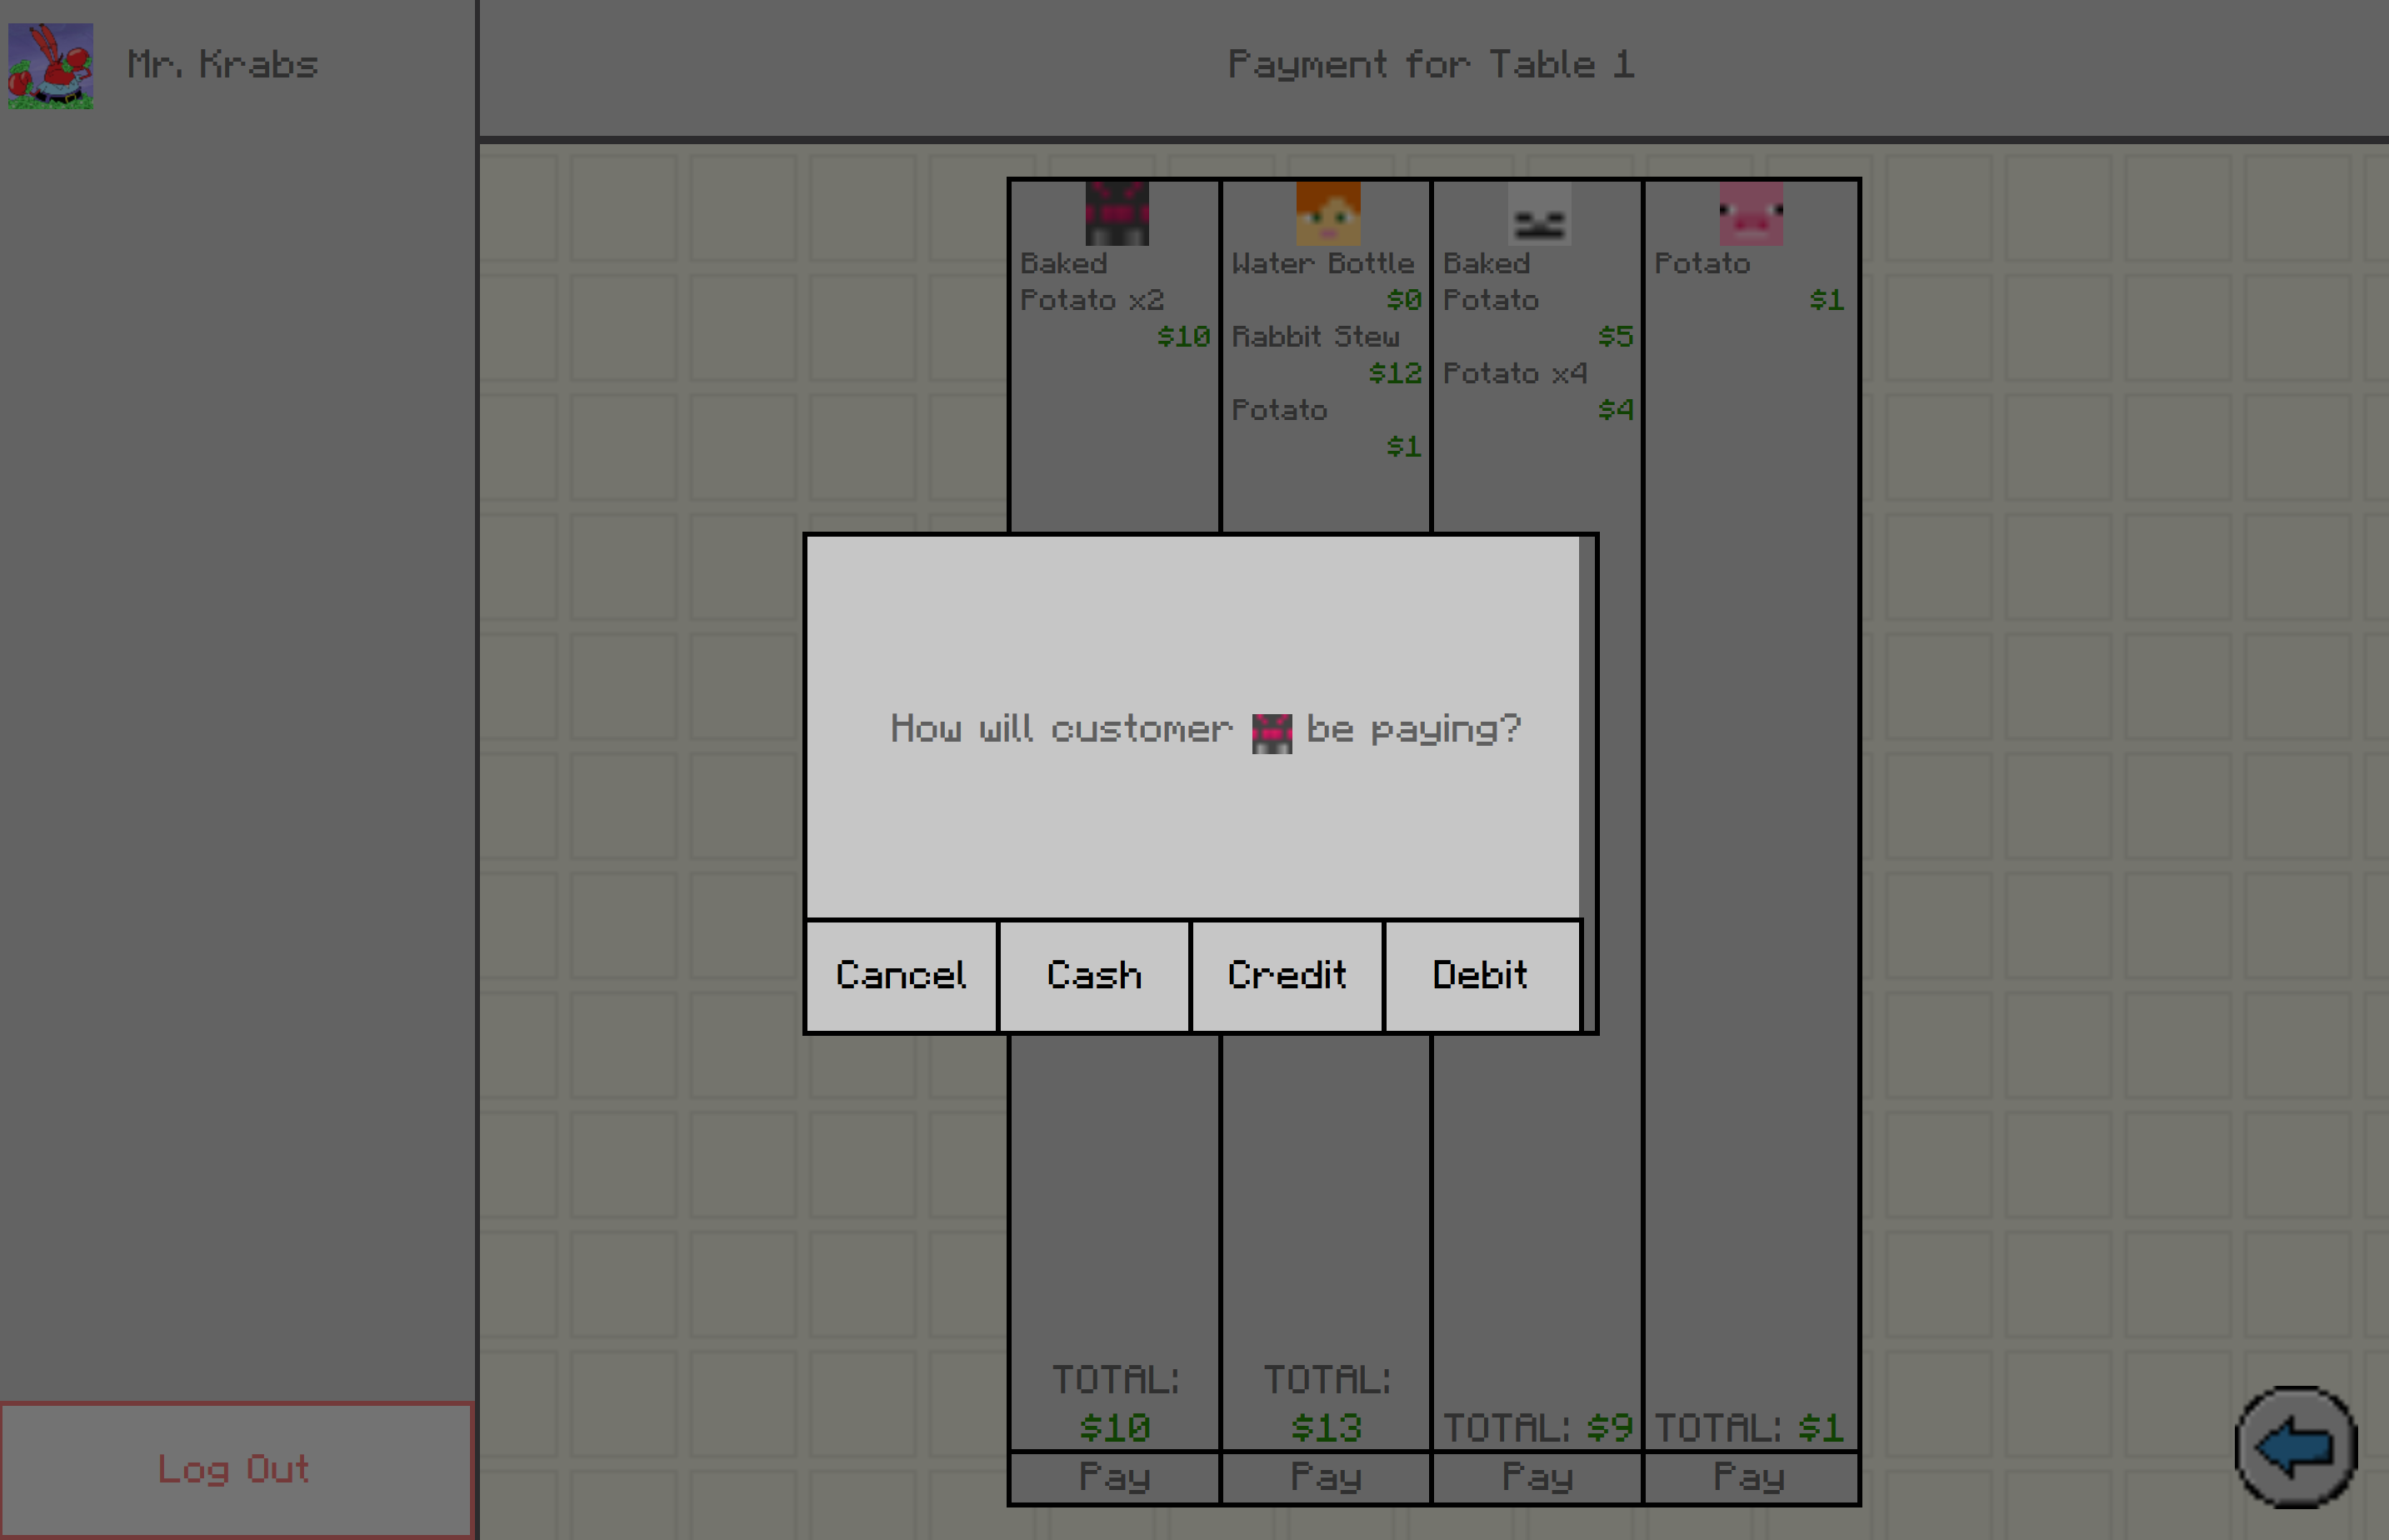 Mr. Krabs
Payment for Table 1
Baked
Potato x2
$10
Water Bottle
$0
Rabbit Stew
$12
Potato
$1
Baked
Potato
$5
Potato x4
$4
Potato
$1
How will customer be paying?
Cancel
Cash
Credit
Debit
TOTAL:
$10
TOTAL:
$13
TOTAL: $9
TOTAL: $1
Pay
Pay
Pay
Pay
Log Out